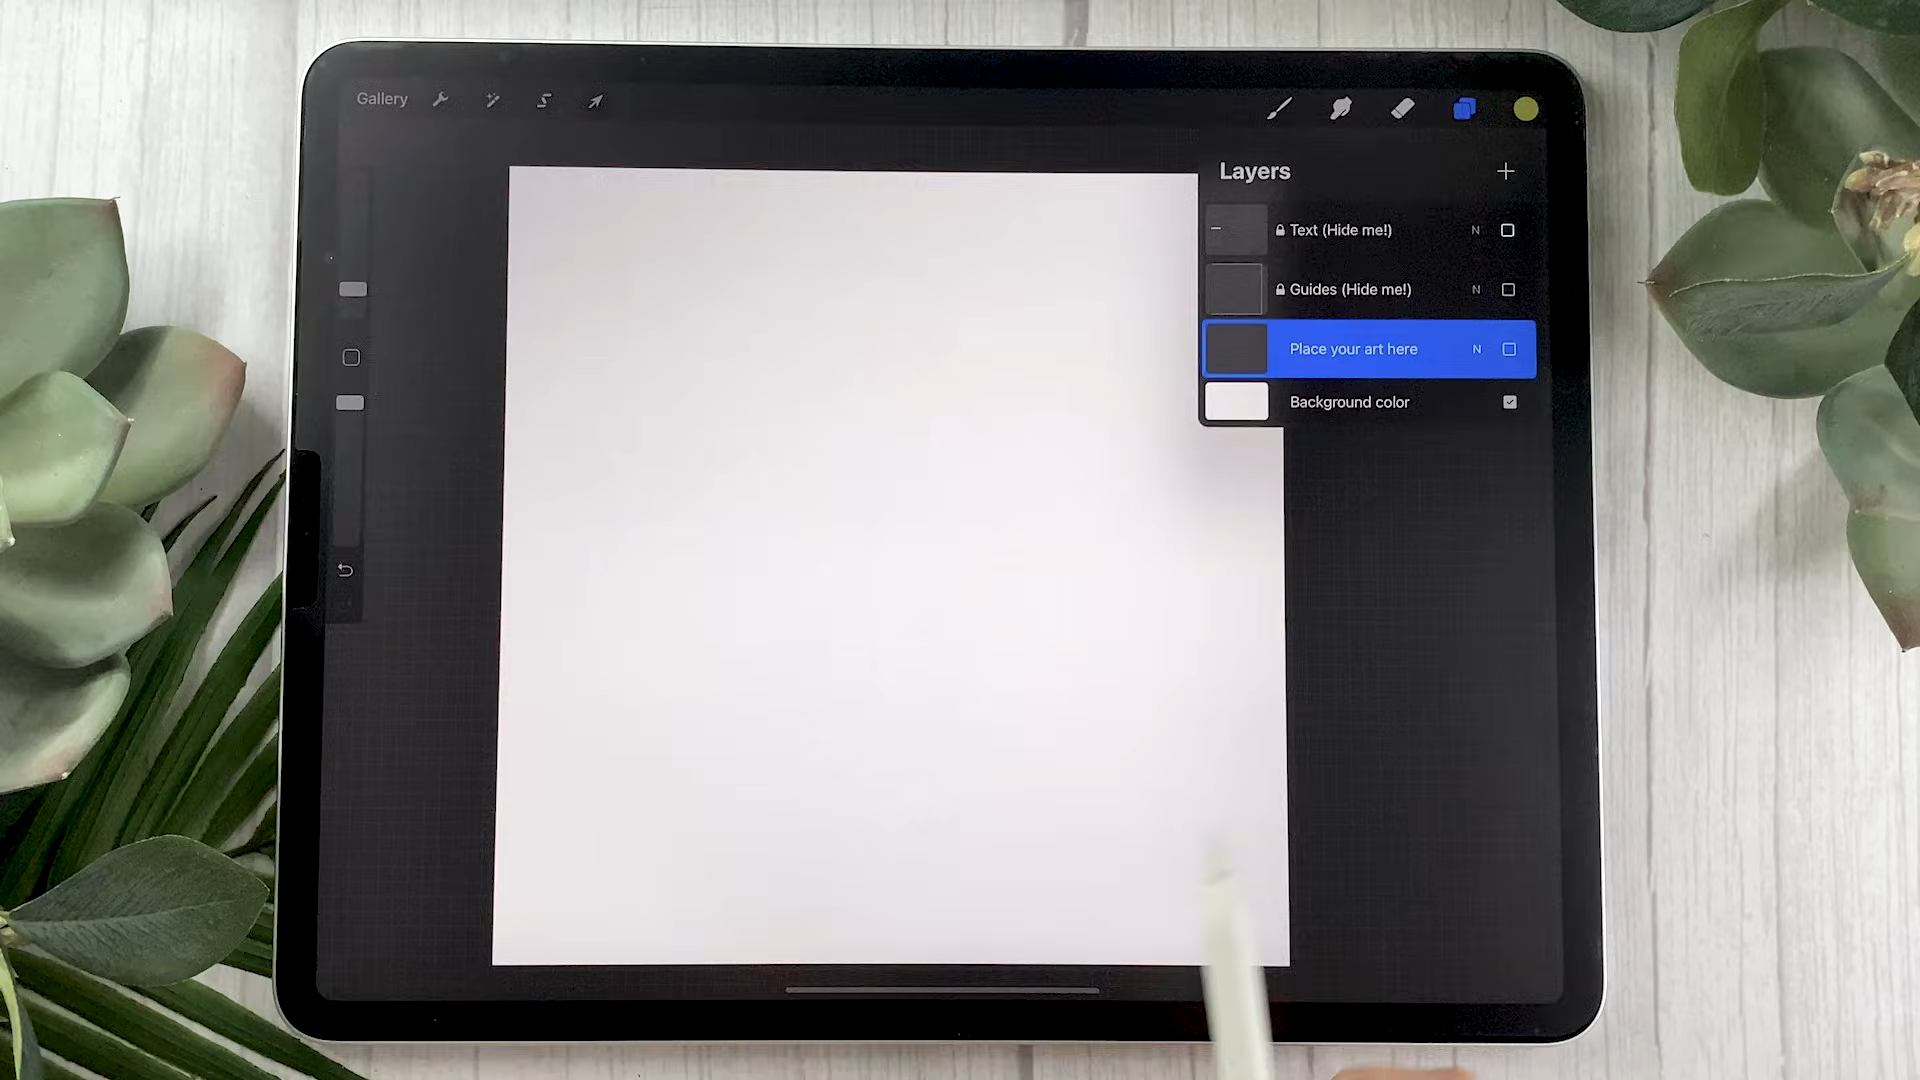 Gallery
Layers
Text (Hide me!) N
Guides (Hide me!) N
Place your art here N
Background color